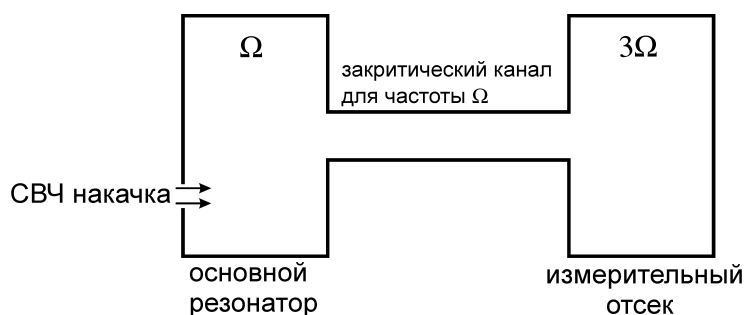 Ω
3Ω
закритический канал
для частоты Ω
СВЧ накачка
основной
резонатор
измерительный
отсек